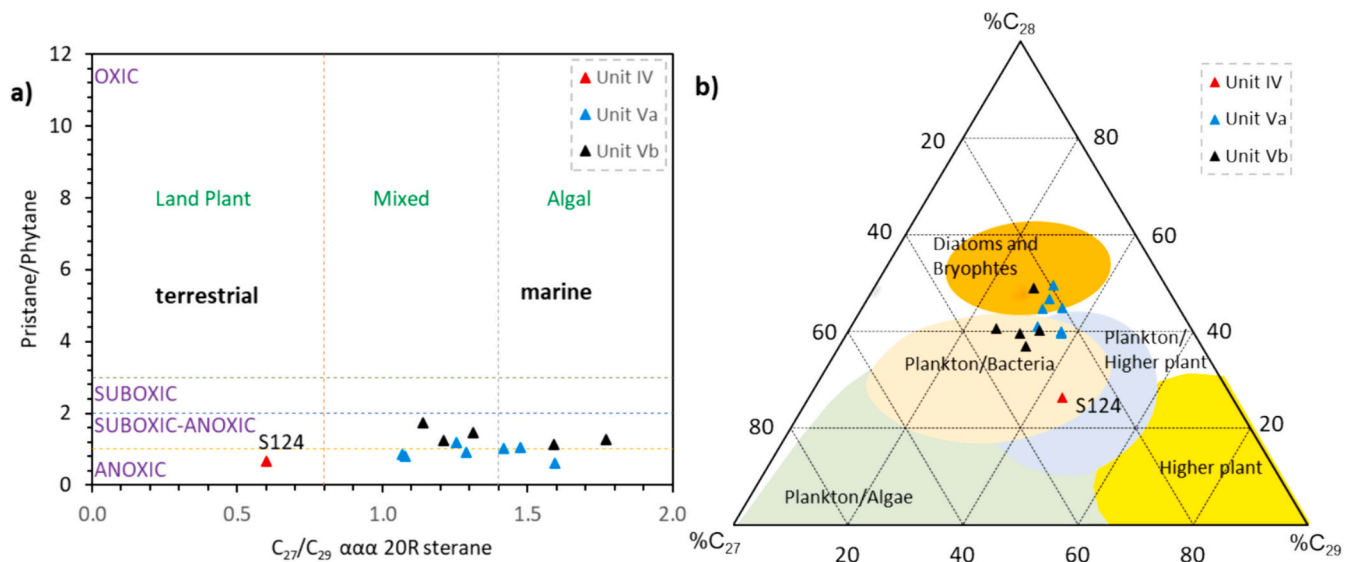 a)
12
10
8
6
4
2
0
Pristane/Phytane
OXIC
Unit IV
Unit Va
Unit Vb
Land Plant
Mixed
Algal
terrestrial
marine
SUBOXIC
SUBOXIC-ANOXIC
S124
ANOXIC
0.0
0.5
1.0
1.5
2.0
C27/C29 ααα 20R sterane
b)
%C28
Unit IV
Unit Va
Unit Vb
20
80
40
60
Diatoms and
Bryophtes
60
40
Plankton/
Higher plant
Plankton/Bacteria
S124
80
20
Higher plant
Plankton/Algae
%C27
%C29
20
40
60
80